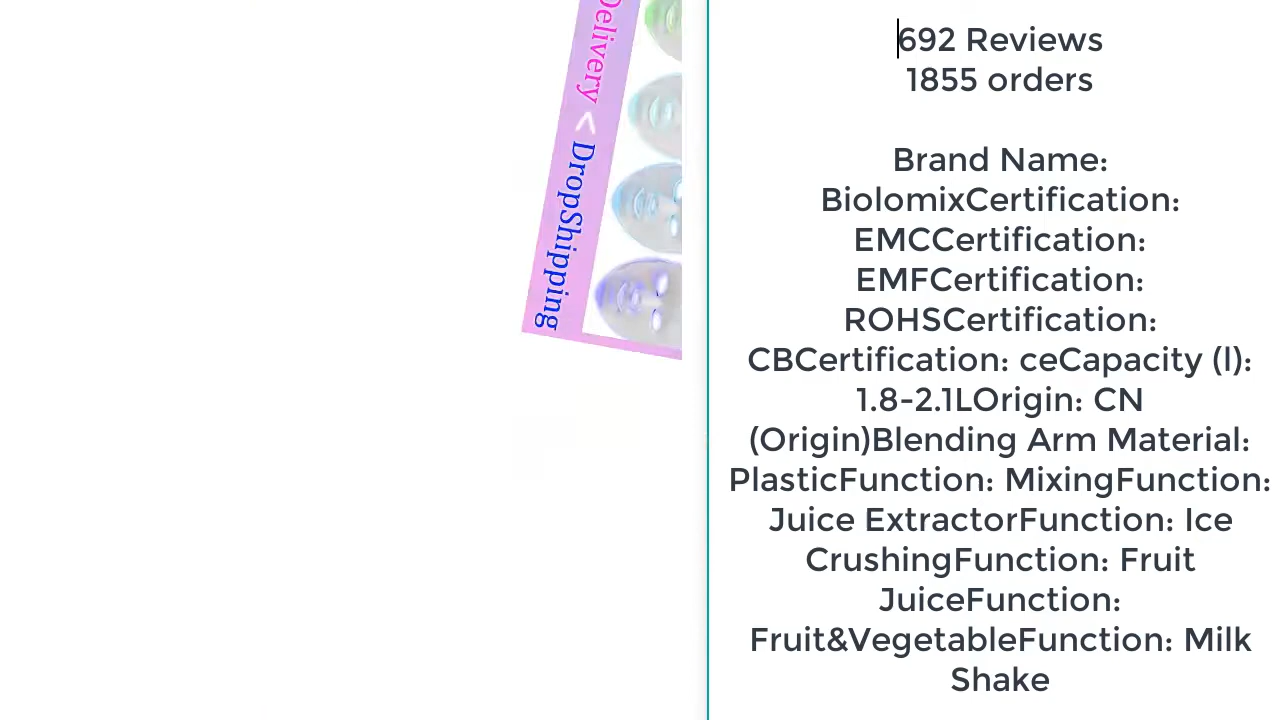 Delivery < DropShipping
692 Reviews
1855 orders
Brand Name:
BiolomixCertification:
EMCCertification:
EMFCertification:
ROHSCertification:
CBCertification: ceCapacity (l):
1.8-2.1LOrigin: CN
(Origin)Blending Arm Material:
PlasticFunction: MixingFunction:
Juice ExtractorFunction: Ice
CrushingFunction: Fruit
JuiceFunction:
Fruit&VegetableFunction: Milk
Shake